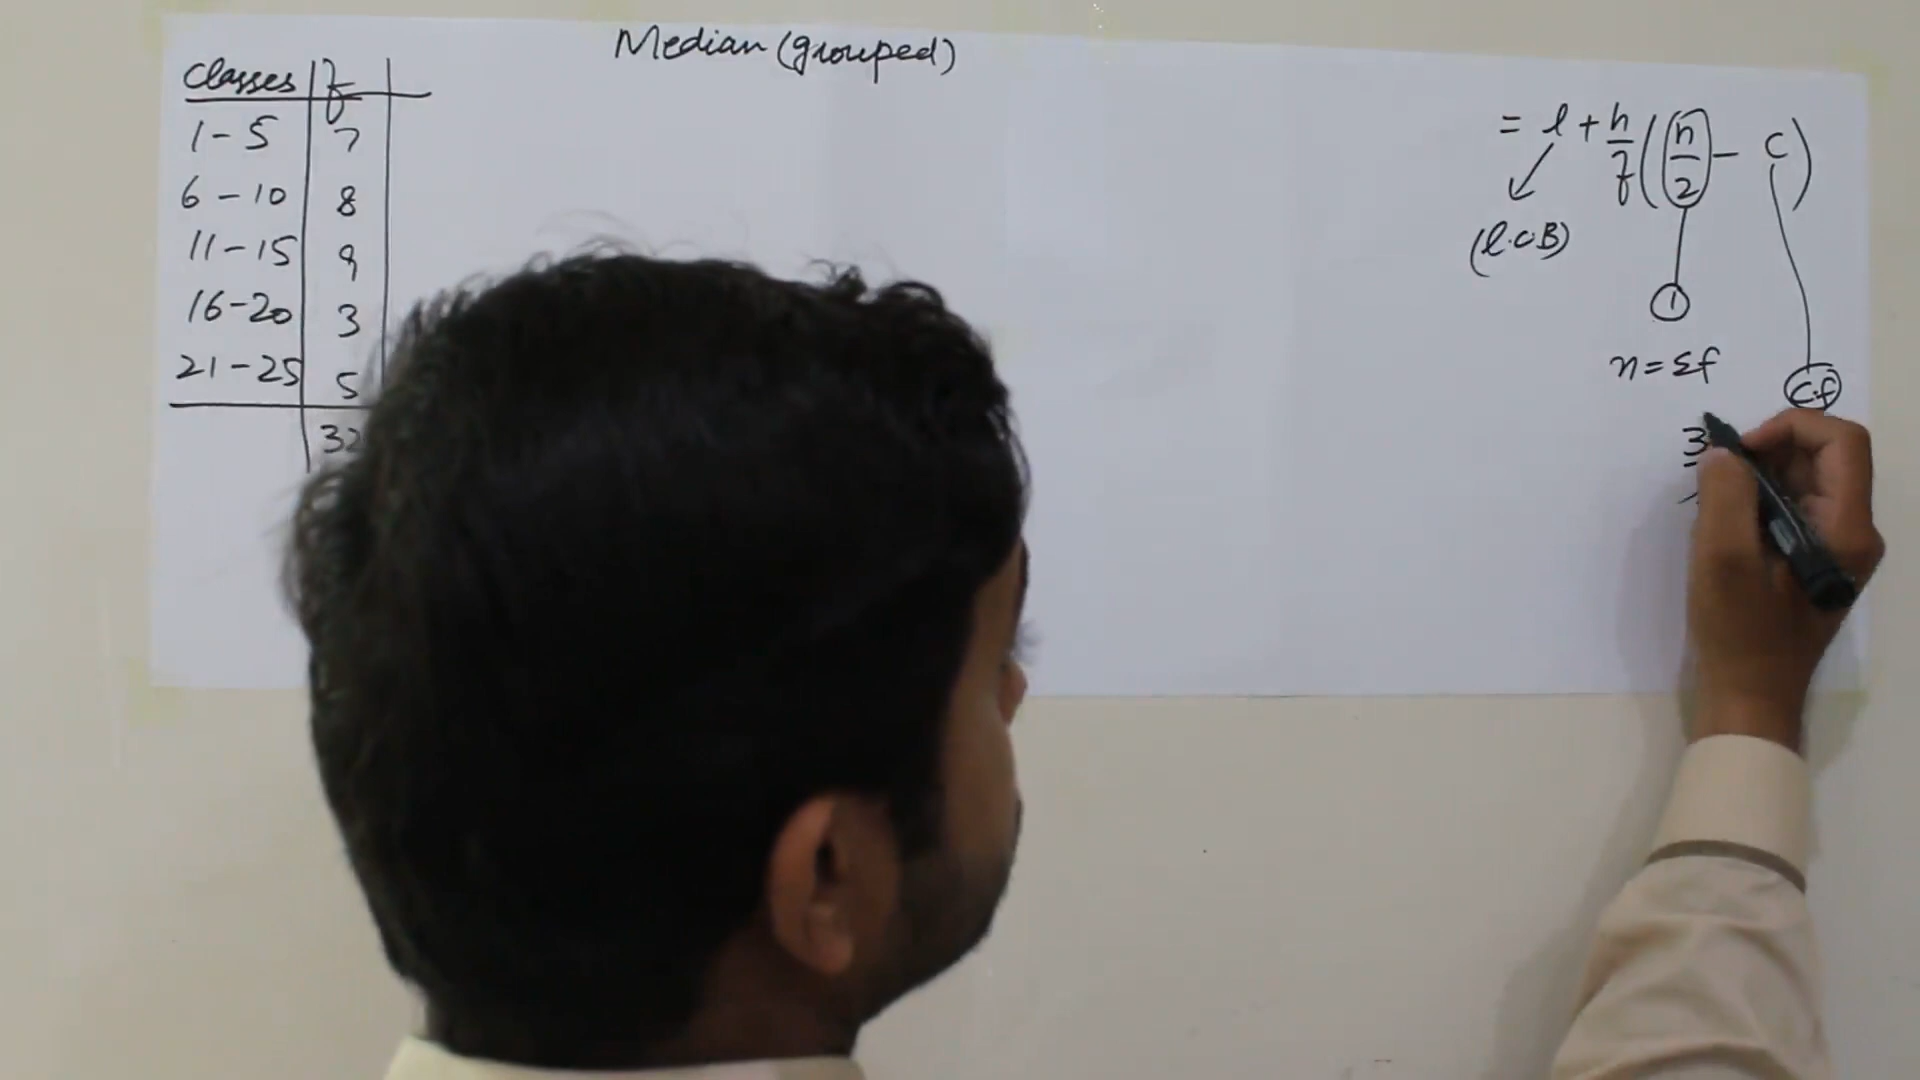 Median (grouped)
Classes f
1-5 7
6-10 8
11-15 9
16-20 3
21-25 5
32
= l + h/f (n/2 - C)
(l.C.B)
1
n = Σf
C.f
3